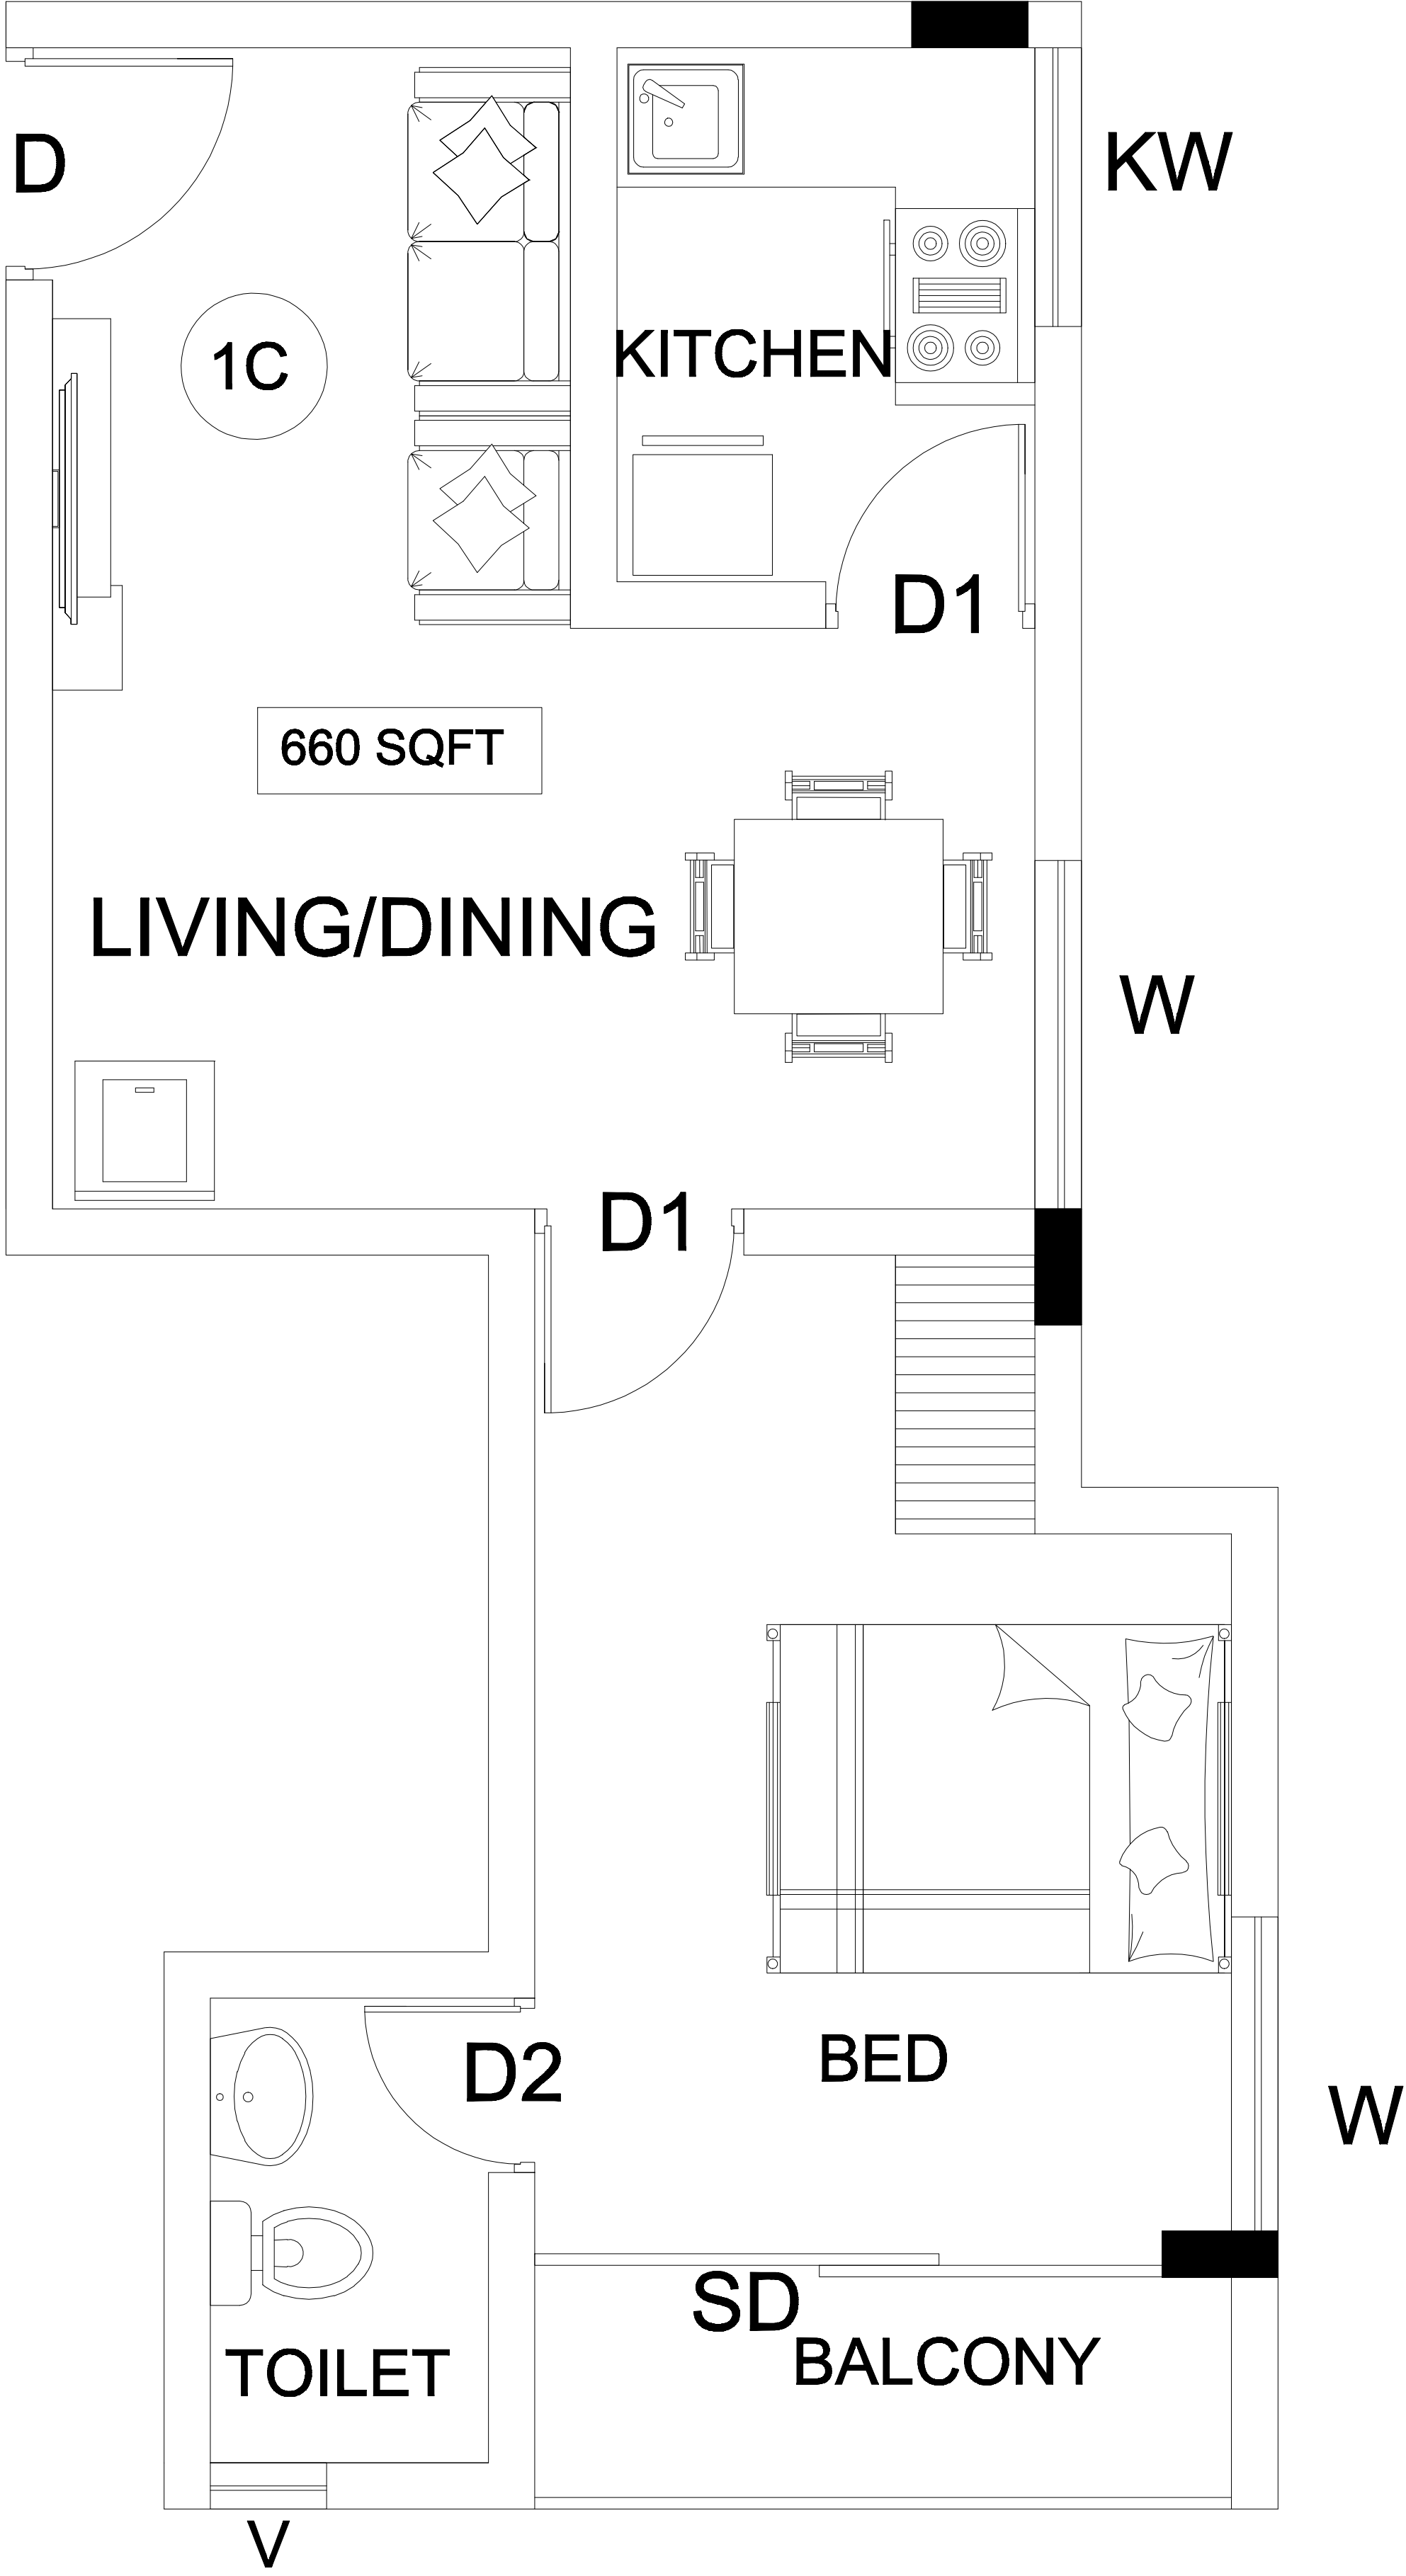 D
KW
1C
KITCHEN
D1
660 SQFT
LIVING/DINING
W
D1
BED
D2
W
SD
BALCONY
TOILET
V